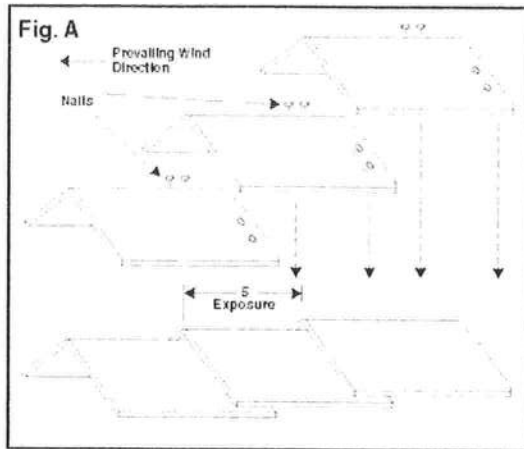 Fig. A
Prevailing Wind
Direction
Nails
5
Exposure